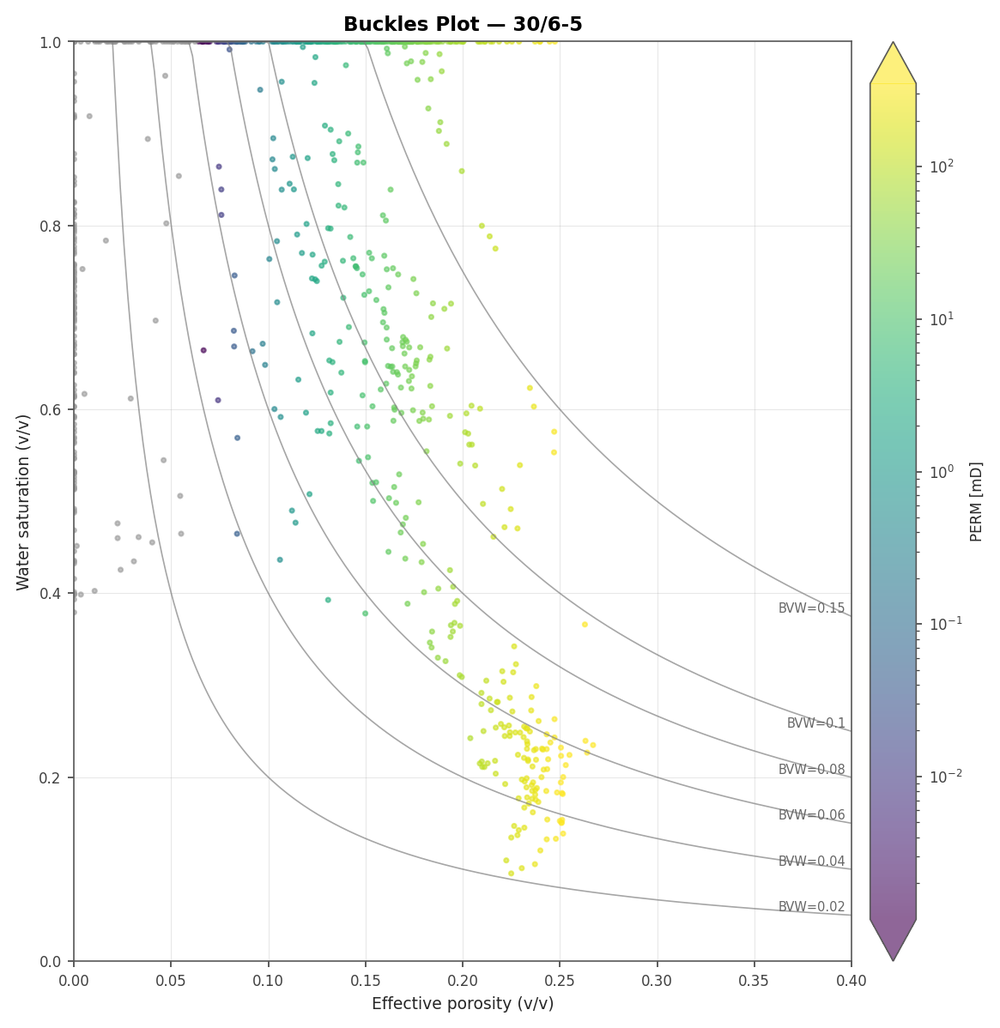 Buckles Plot — 30/6-5
1.0
0.8
0.6
0.4
0.2
0.0
Water saturation (v/v)
0.00 0.05 0.10 0.15 0.20 0.25 0.30 0.35 0.40
Effective porosity (v/v)
BVW=0.15
BVW=0.1
BVW=0.08
BVW=0.06
BVW=0.04
BVW=0.02
10²
10¹
10⁰
10⁻¹
10⁻²
PERM [mD]